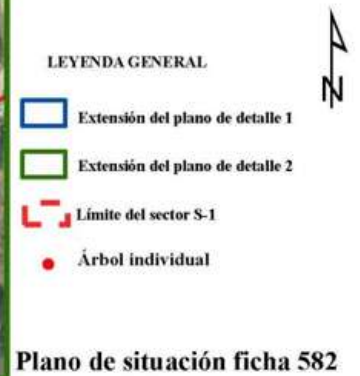 LEYENDA GENERAL
N
Extensión del plano de detalle 1
Extensión del plano de detalle 2
Límite del sector S-1
Árbol individual
Plano de situación ficha 582